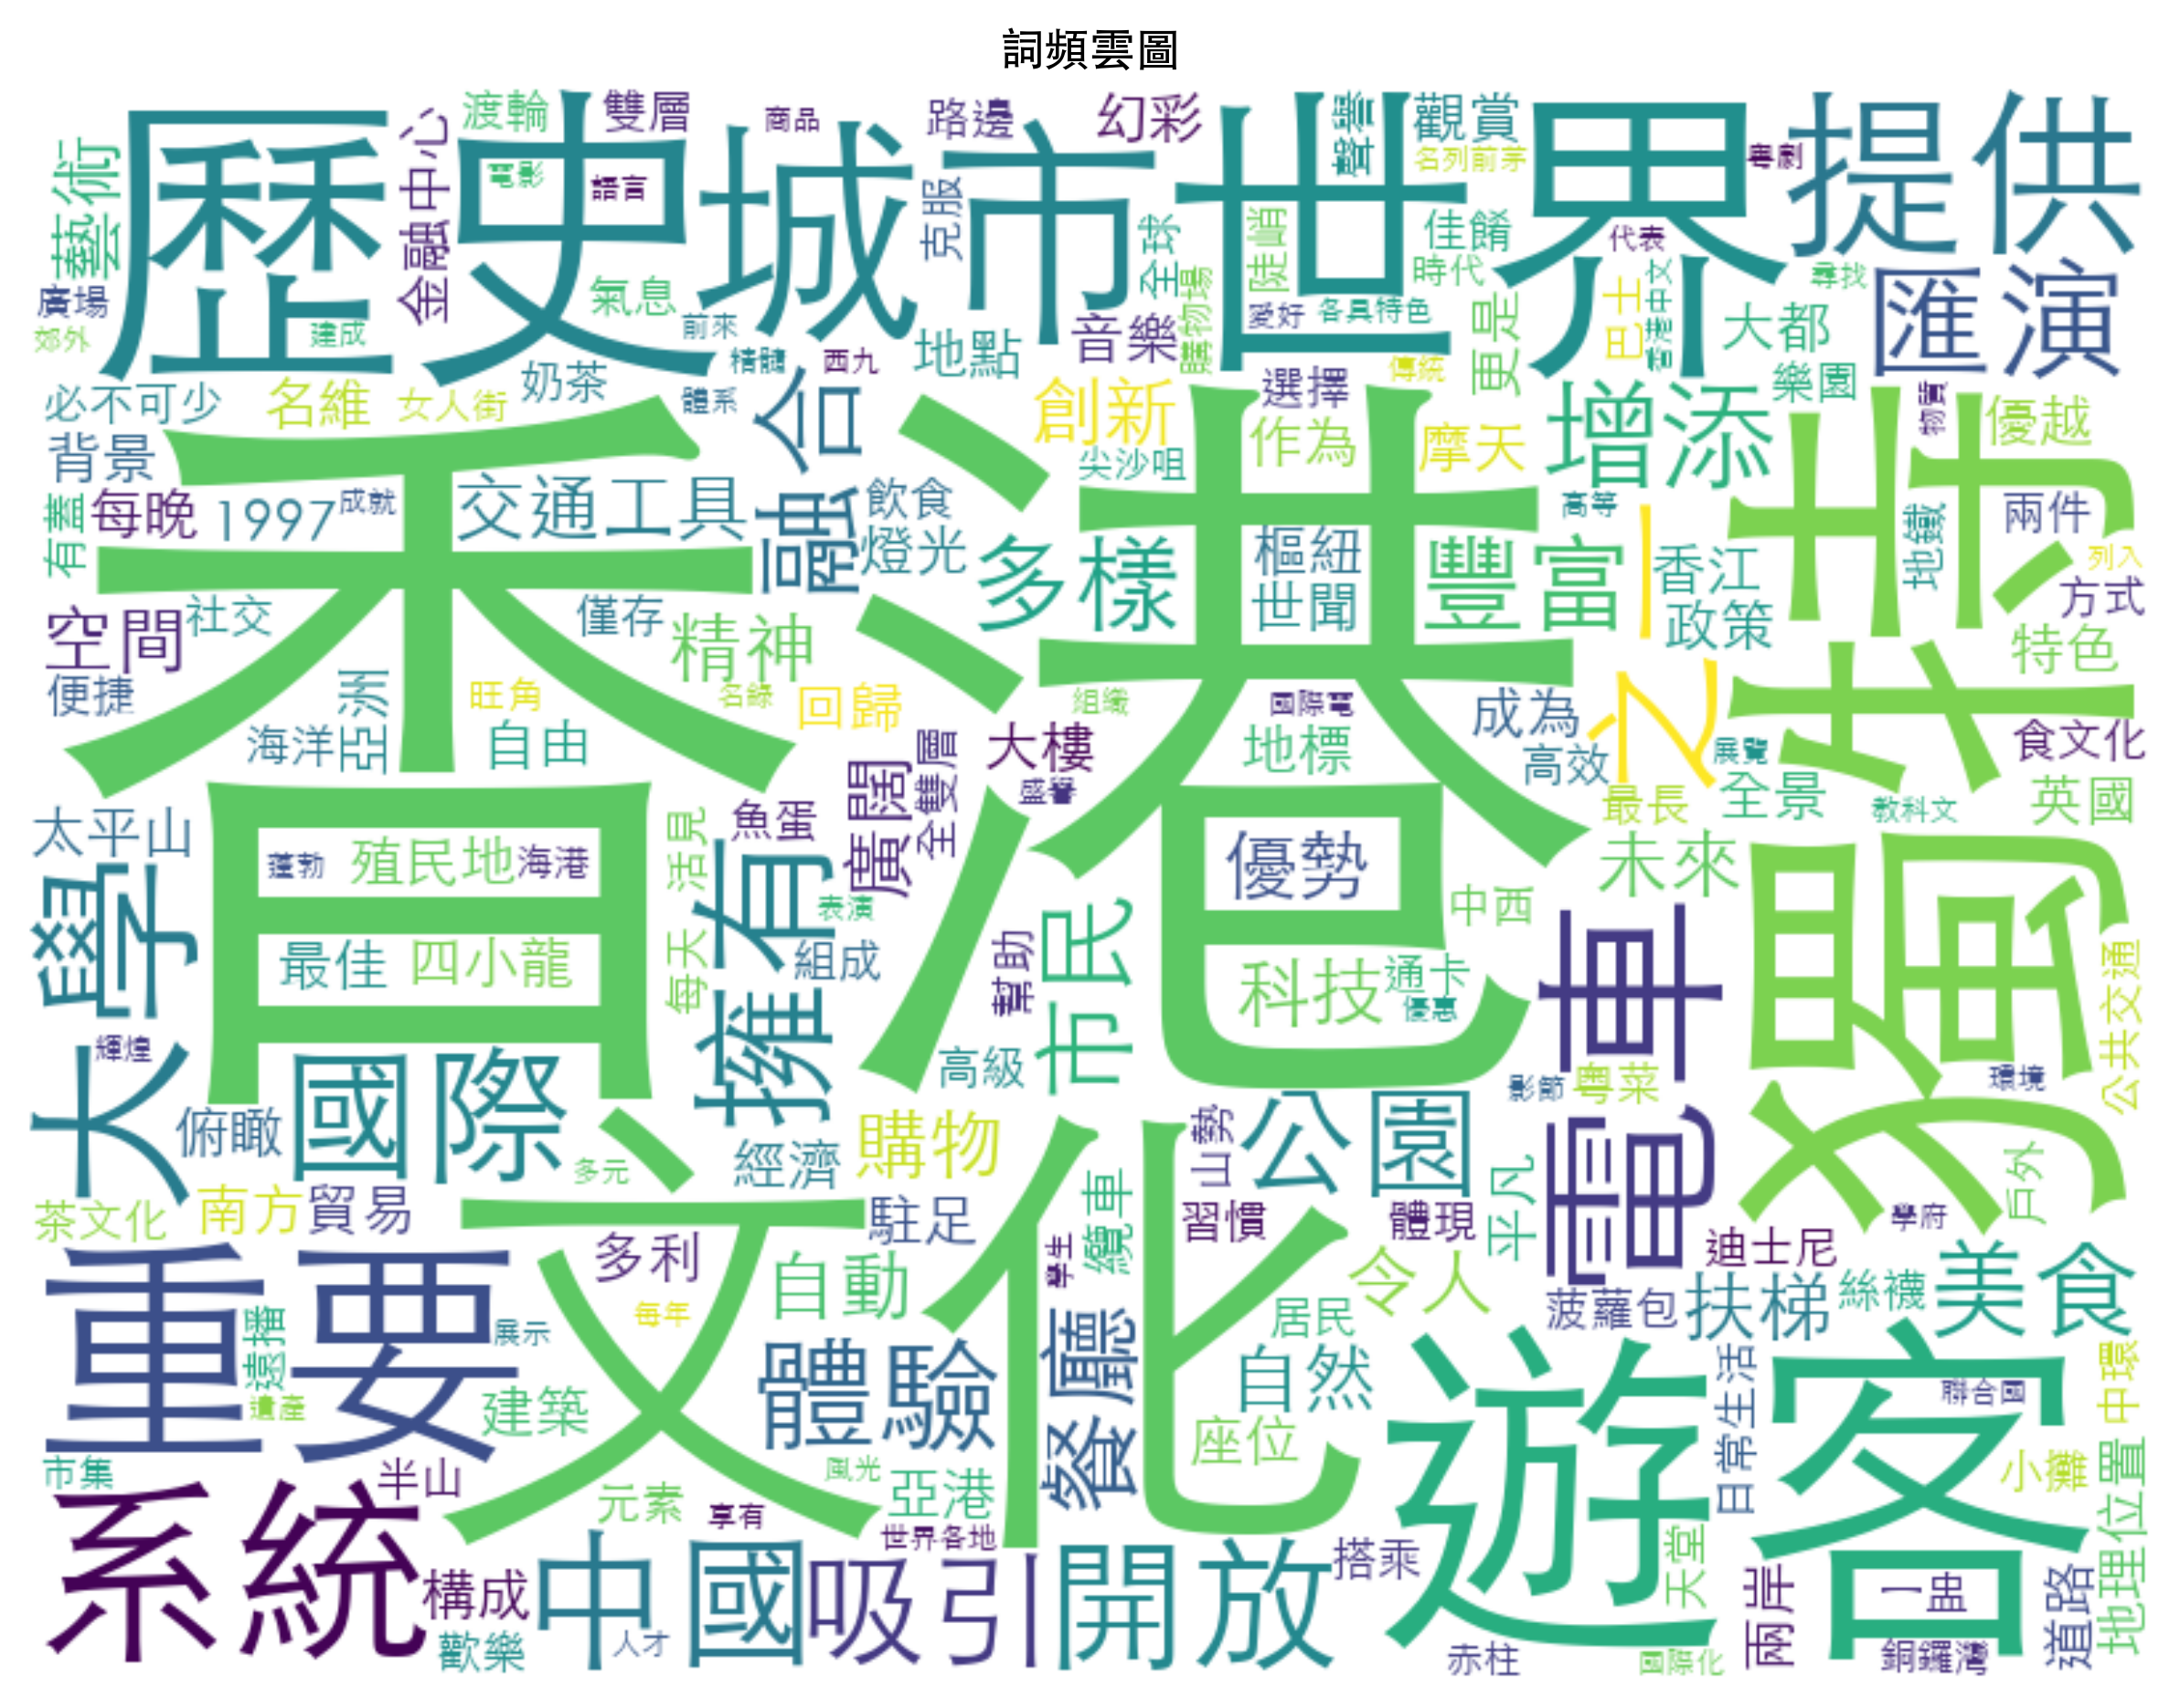 詞頻雲圖
歷史
城市
世界
提供
匯演
渡輪
雙層
商品
路邊
幻彩
聲樂
觀賞
名列前茅
粵劇
藝術
金融中心
電影
語言
克服
全球
陡峭
佳餚
代表
時代
尋找
廣場
郊外
建成
氣息
前來
精髓
西九
地點
音樂
購物場
愛好
各具特色
更是
巴士
香港中文
大都
樂園
必不可少
名維
女人街
奶茶
體系
融合
創新
選擇
傳統
增添
物質
優越
背景
香港
尖沙咀
作為
摩天
拉姆
有蓋
每晚
1997
成就
交通工具
飲食
燈光
多樣
樞紐
世聞
豐富
高等
之一
香江
政策
地鐵
兩件
列入
方式
特色
空間
社交
便捷
亞洲
僅存
精神
名錄
旺角
回歸
組織
國際電
成為
海洋
自由
全雙層
大樓
盛譽
地標
高效
展覽
食文化
最長
全景
教科文
英國
太平山
蓬勃
殖民地
海港
活見
魚蛋
廣闊
優勢
未來
大學
最佳
四小龍
每天
擁有
表演
組成
幫助
市民
中西
科技
通卡
優惠
電車
公共交通
輝煌
國際
高級
影節
粵菜
環境
俯瞰
多元
經濟
購物
山勢
公園
茶文化
南方
貿易
文化
駐足
纜車
習慣
體現
平凡
學府
戶外
重要
多利
自動
學生
令人
迪士尼
菠蘿包
扶梯
絲襪
美食
遠播
展示
每年
餐廳
居民
遊客
遺產
建築
體驗
自然
日常生活
聯合國
中環
市集
半山
元素
風光
亞港
座位
小攤
系統
享有
世界各地
地理位置
構成
中國
吸引
開放
搭乘
天堂
兩岸
一盅
道路
歡樂
人才
赤柱
國際化
銅鑼灣